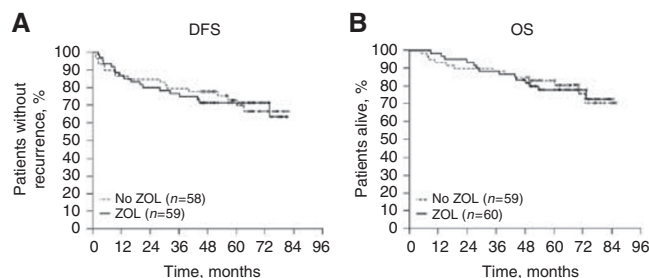 A
DFS
Patients without
recurrence, %
100
90
80
70
60
50
40
30
20
10
0
No ZOL (n=58)
ZOL (n=59)
0 12 24 36 48 60 72 84 96
Time, months
B
OS
Patients alive, %
100
90
80
70
60
50
40
30
20
10
0
No ZOL (n=59)
ZOL (n=60)
0 12 24 36 48 60 72 84 96
Time, months